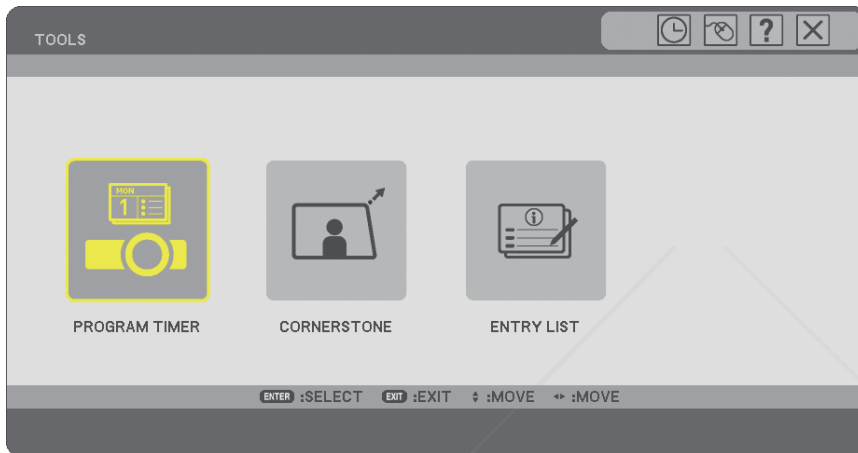 TOOLS
?
MON
1
i
PROGRAM TIMER
CORNERSTONE
ENTRY LIST
ENTER :SELECT EXIT :EXIT :MOVE :MOVE